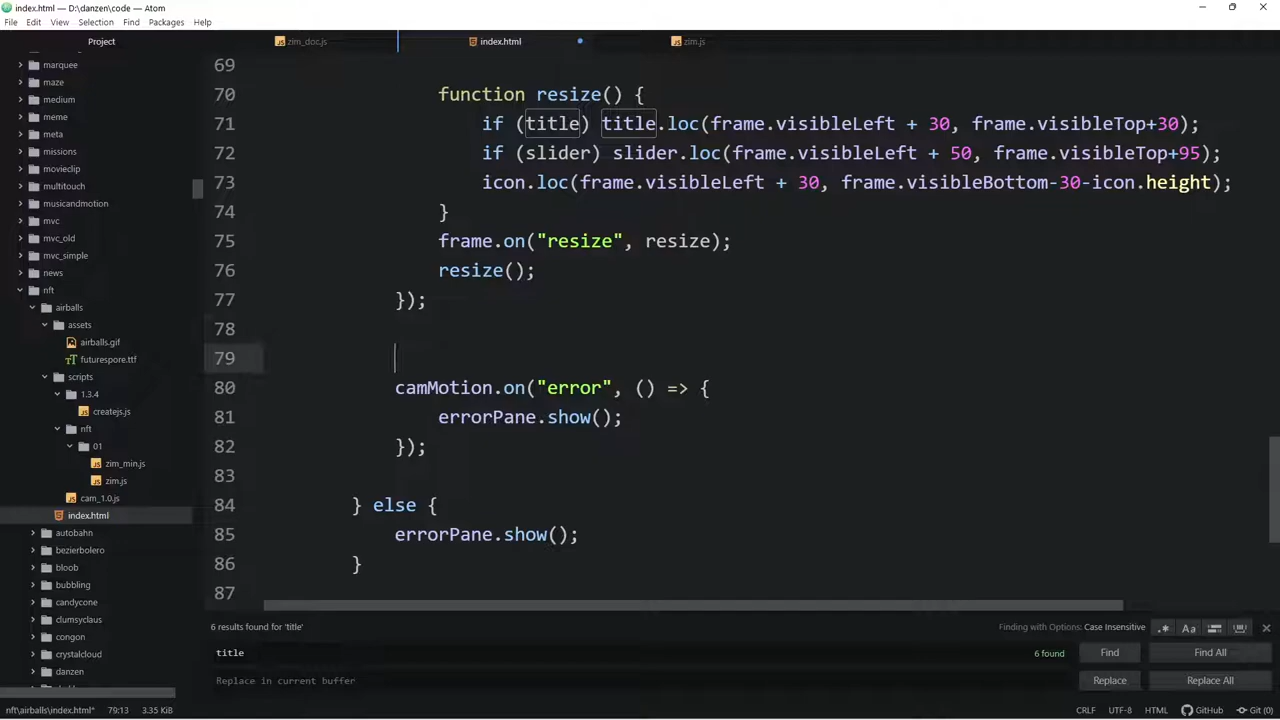 index.html — D:\danzen\code — Atom
File Edit View Selection Find Packages Help
Project
zim_doc.js
index.html
zim.js
marquee
maze
medium
meme
meta
missions
movieclip
multitouch
musicandmotion
mvc
mvc_old
mvc_simple
news
nft
airballs
assets
airballs.gif
futurespore.ttf
scripts
1.3.4
createjs.js
nft
01
zim_min.js
zim.js
cam_1.0.js
index.html
autobahn
bezierbolero
bloob
bubbling
candycone
clumsyclaus
congon
crystalcloud
danzen
69
70 function resize() {
71 if (title) title.loc(frame.visibleLeft + 30, frame.visibleTop+30);
72 if (slider) slider.loc(frame.visibleLeft + 50, frame.visibleTop+95);
73 icon.loc(frame.visibleLeft + 30, frame.visibleBottom-30-icon.height);
74 }
75 frame.on("resize", resize);
76 resize();
77 });
78
79
80 camMotion.on("error", () => {
81 errorPane.show();
82 });
83
84 } else {
85 errorPane.show();
86 }
87
6 results found for 'title'
Finding with Options: Case Insensitive
.* Aa
title 6 found Find Find All
Replace in current buffer Replace Replace All
nft\airballs\index.html* 79:13 3.35 KiB CRLF UTF-8 HTML GitHub Git (0)